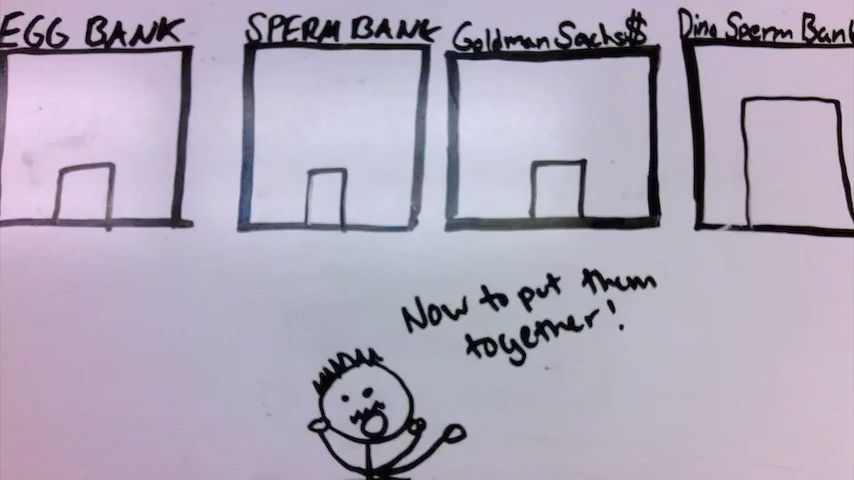 EGG BANK
SPERM BANK
Goldman Sachs$$
Dino Sperm Bank
Now to put them
together!